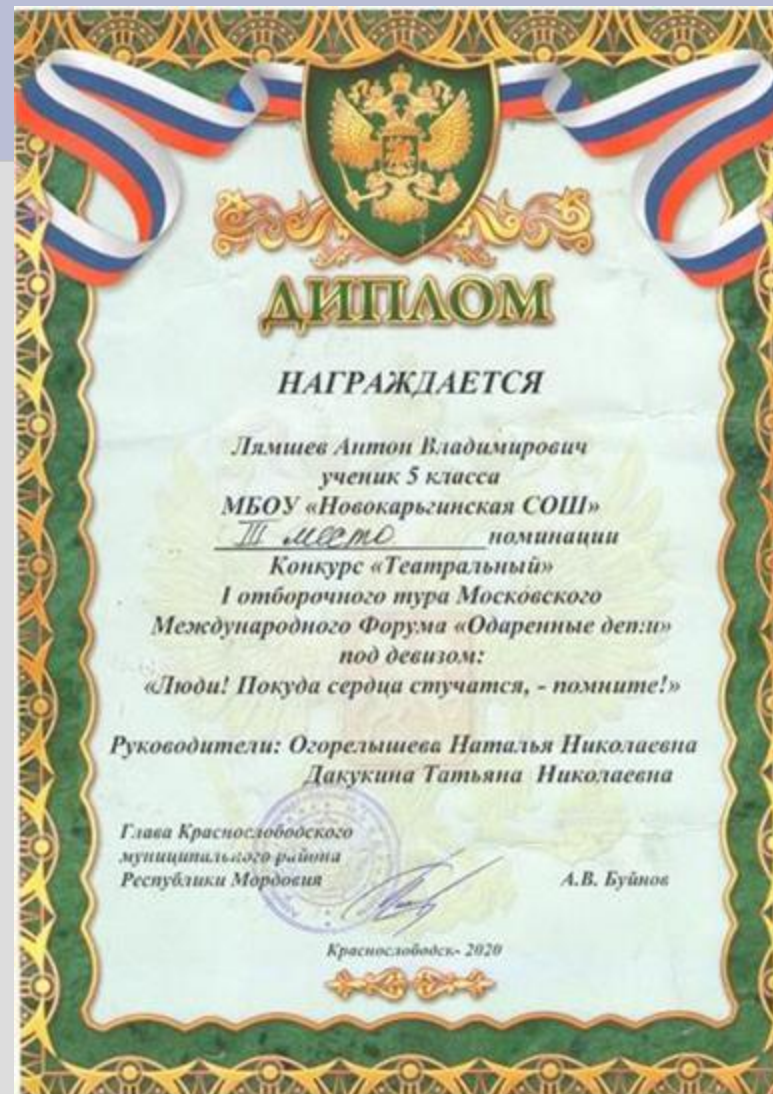 ДИПЛОМ
НАГРАЖДАЕТСЯ
Лямшев Антон Владимирович
ученик 5 класса
МБОУ «Новокарьгинская СОШ»
III место номинации
Конкурс «Театральный»
I отборочного тура Московского
Международного Форума «Одаренные дети»
под девизом:
«Люди! Покуда сердца стучатся, - помните!»
Руководители: Огорелышева Наталья Николаевна
Дакукина Татьяна Николаевна
Глава Краснослободского
муниципального района
Республики Мордовия А.В. Буйнов
Краснослободск- 2020